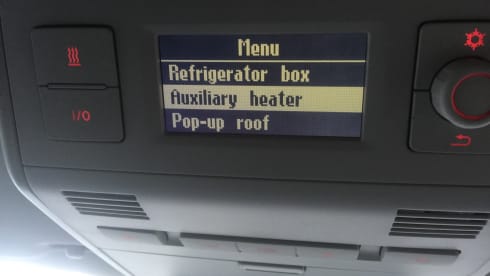 Menu
Refrigerator box
Auxiliary heater
Pop-up roof
I/O